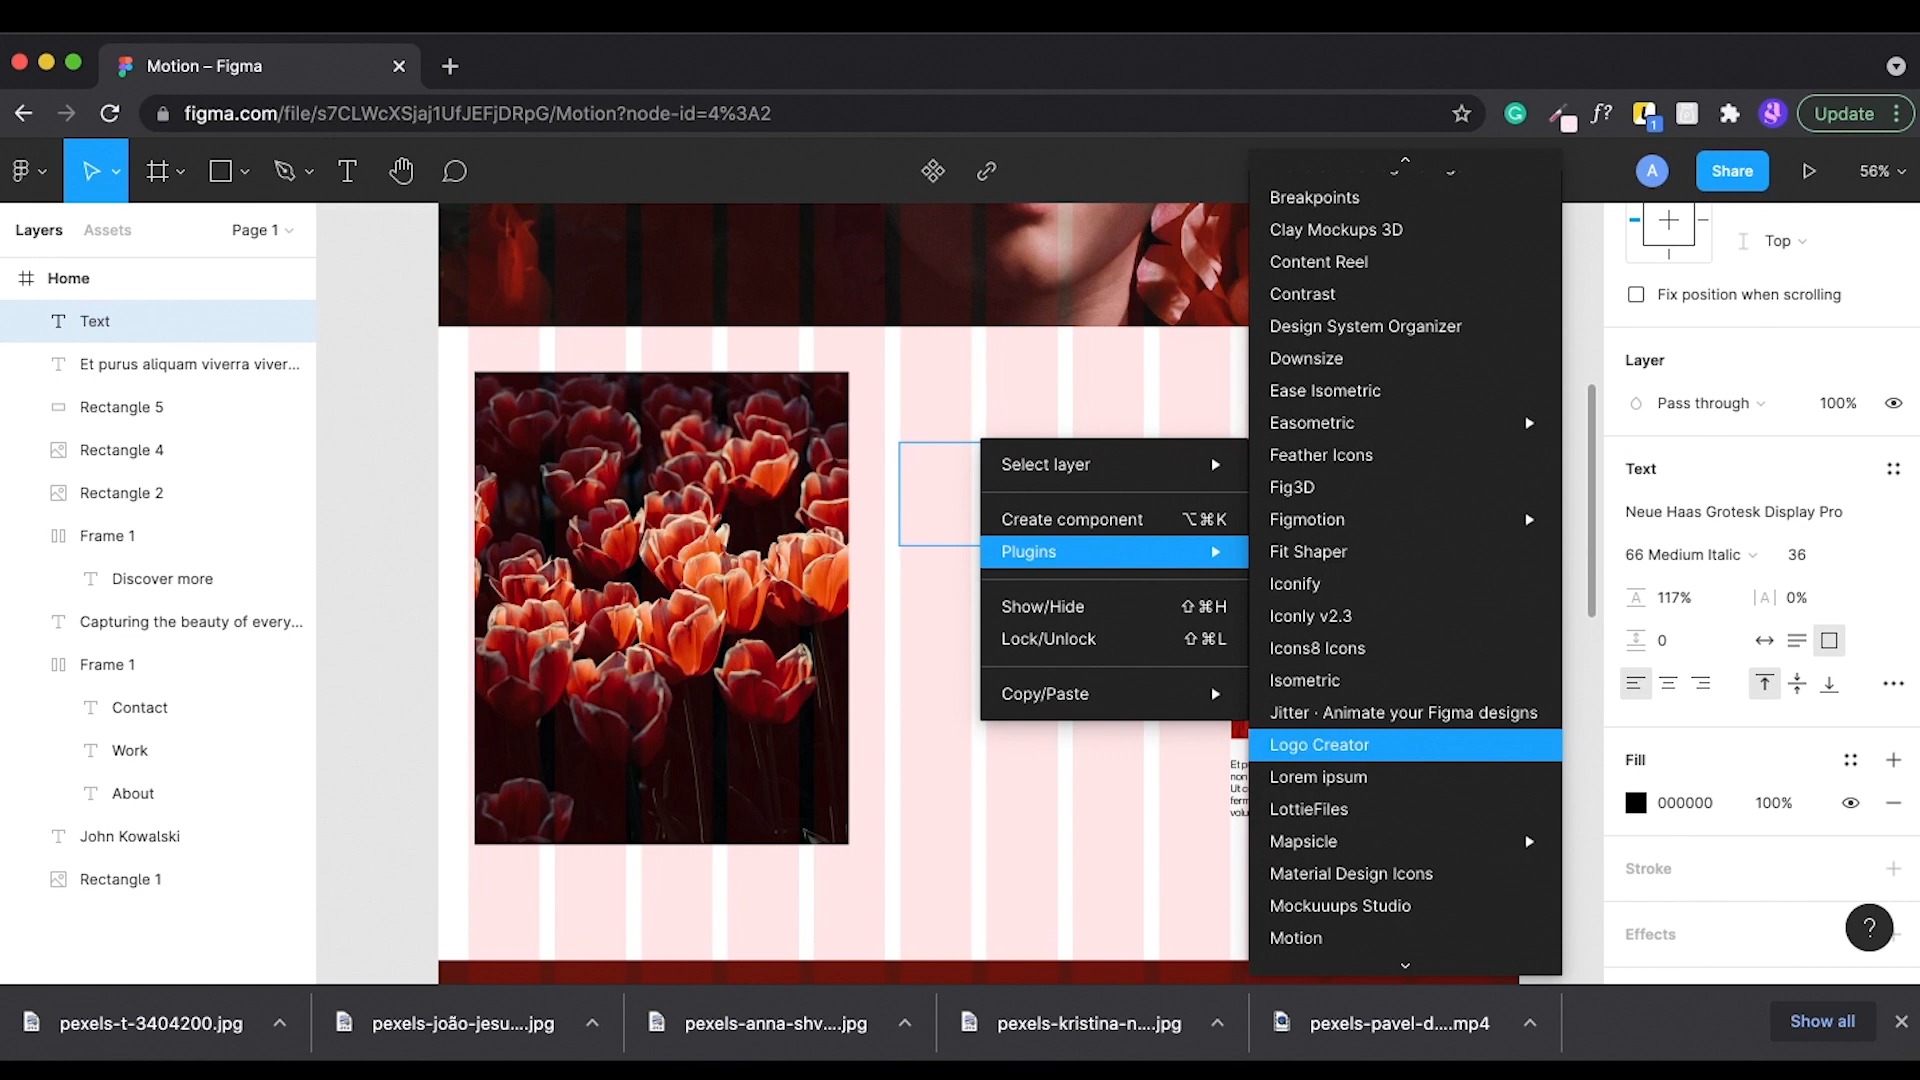 Motion – Figma
figma.com/file/s7CLWcXSjaj1UfJEFjDRpG/Motion?node-id=4%3A2
f?
1
Update
A
Share
56%
Layers
Assets
Page 1
Home
Text
Et purus aliquam viverra viver...
Rectangle 5
Rectangle 4
Rectangle 2
Frame 1
Discover more
Capturing the beauty of every...
Frame 1
Contact
Work
About
John Kowalski
Rectangle 1
Select layer
Create component ⌥⌘K
Plugins
Show/Hide ⇧⌘H
Lock/Unlock ⇧⌘L
Copy/Paste
Breakpoints
Clay Mockups 3D
Content Reel
Contrast
Design System Organizer
Downsize
Ease Isometric
Easometric
Feather Icons
Fig3D
Figmotion
Fit Shaper
Iconify
Iconly v2.3
Icons8 Icons
Isometric
Jitter · Animate your Figma designs
Logo Creator
Lorem ipsum
LottieFiles
Mapsicle
Material Design Icons
Mockuuups Studio
Motion
Top
Fix position when scrolling
Layer
Pass through 100%
Text
Neue Haas Grotesk Display Pro
66 Medium Italic 36
117% 0%
0
Fill
000000 100%
Stroke
Effects
?
pexels-t-3404200.jpg
pexels-joão-jesu....jpg
pexels-anna-shv....jpg
pexels-kristina-n....jpg
pexels-pavel-d....mp4
Show all